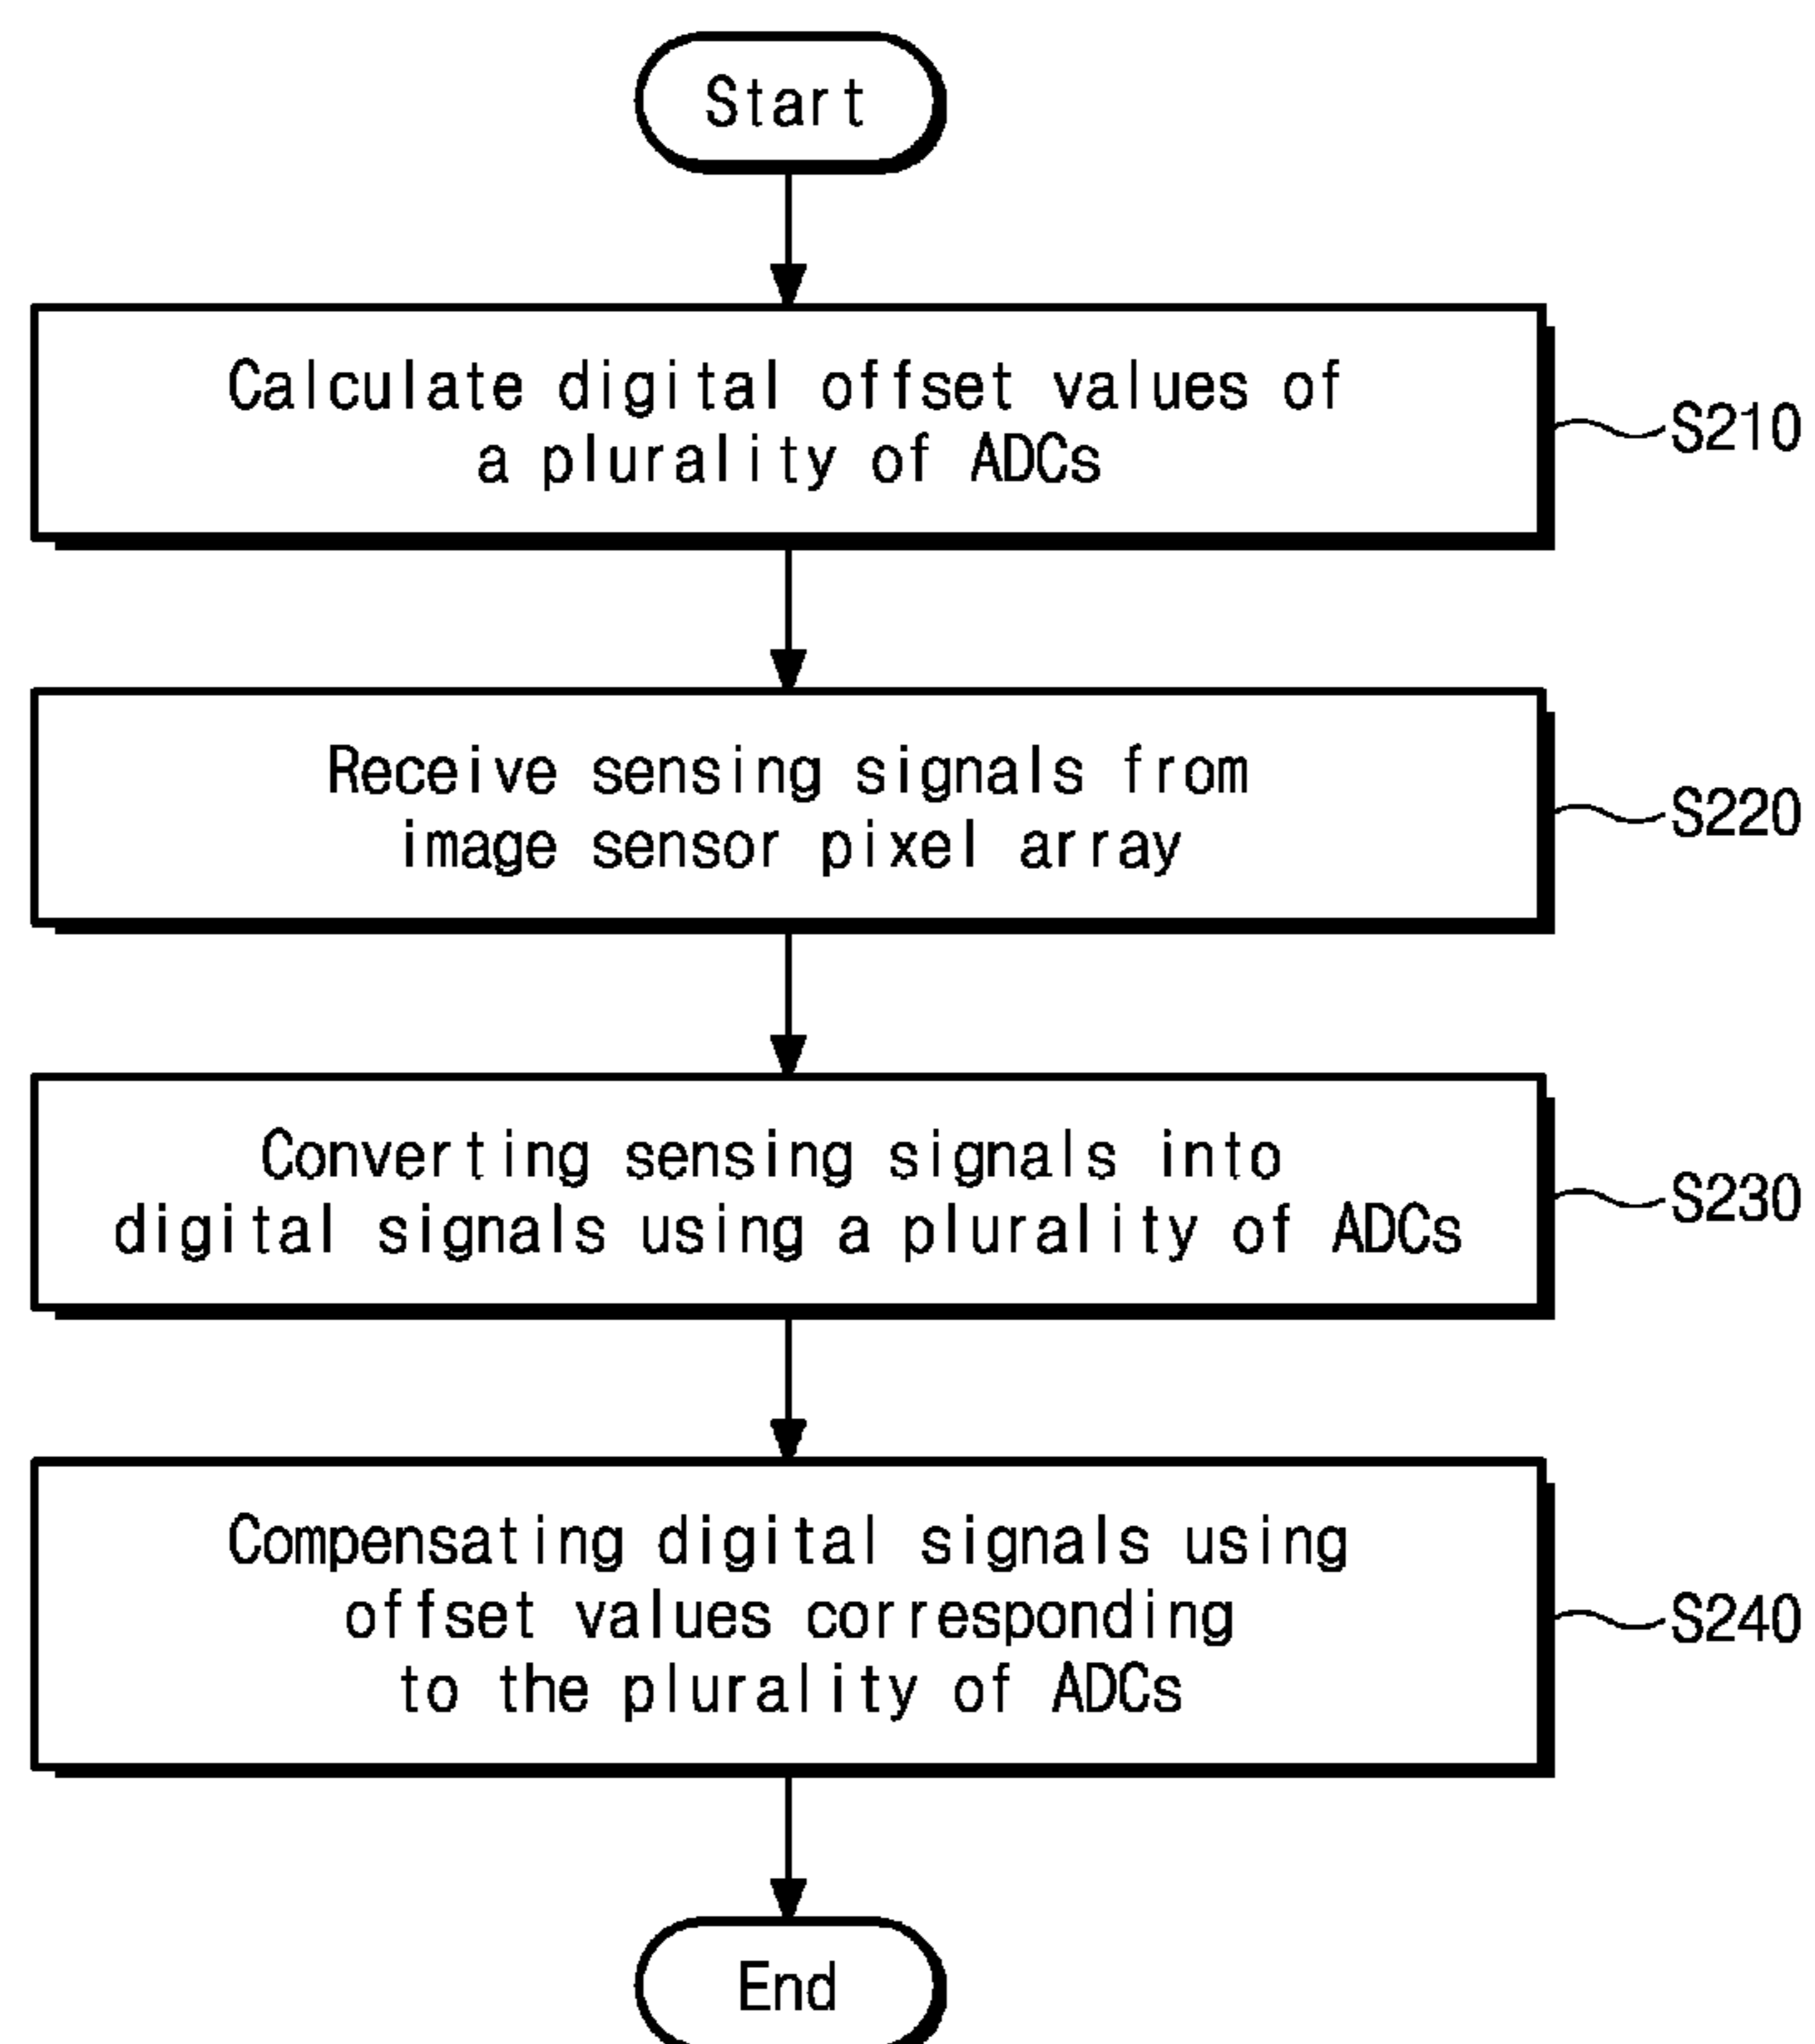 Start
Calculate digital offset values of
a plurality of ADCs
S210
Receive sensing signals from
image sensor pixel array
S220
Converting sensing signals into
digital signals using a plurality of ADCs
S230
Compensating digital signals using
offset values corresponding
to the plurality of ADCs
S240
End